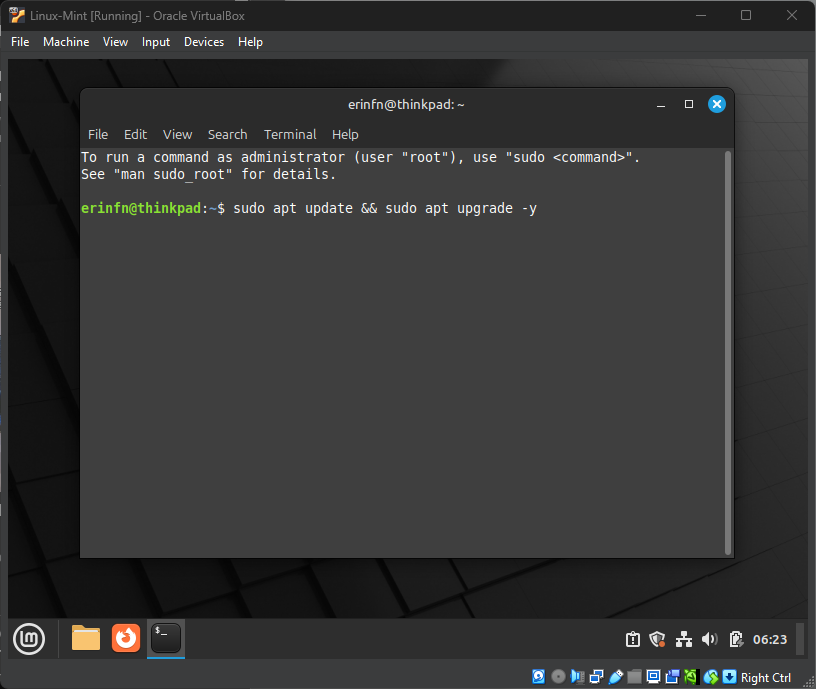 Linux-Mint [Running] - Oracle VirtualBox
File Machine View Input Devices Help
erinfn@thinkpad: ~
File Edit View Search Terminal Help
To run a command as administrator (user "root"), use "sudo <command>".
See "man sudo_root" for details.
erinfn@thinkpad:~$ sudo apt update && sudo apt upgrade -y
lm
$_
06:23
Right Ctrl